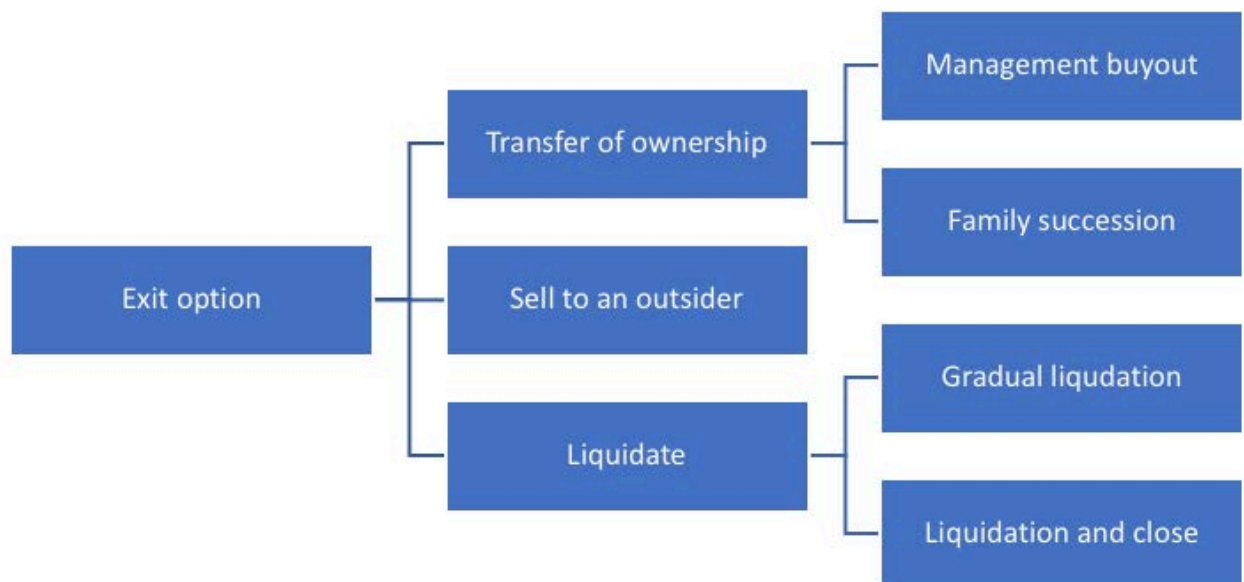 Exit option
Transfer of ownership
Management buyout
Family succession
Sell to an outsider
Liquidate
Gradual liqudation
Liquidation and close